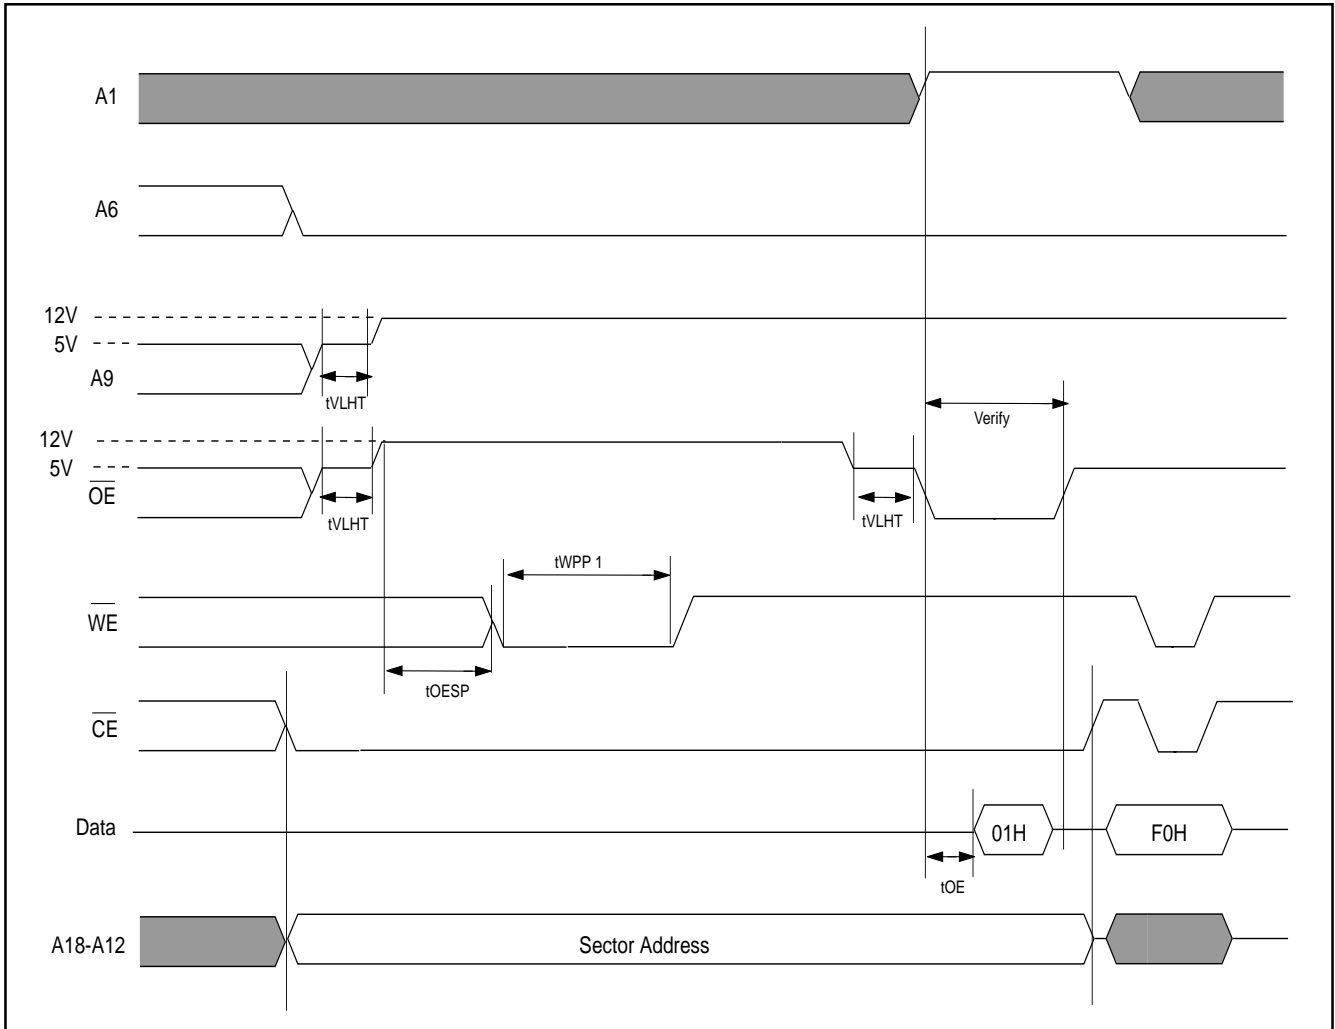 A1
A6
12V
5V
A9
tVLHT
Verify
12V
5V
OE
tVLHT
tVLHT
tWPP 1
WE
tOESP
CE
Data
01H
F0H
tOE
A18-A12
Sector Address